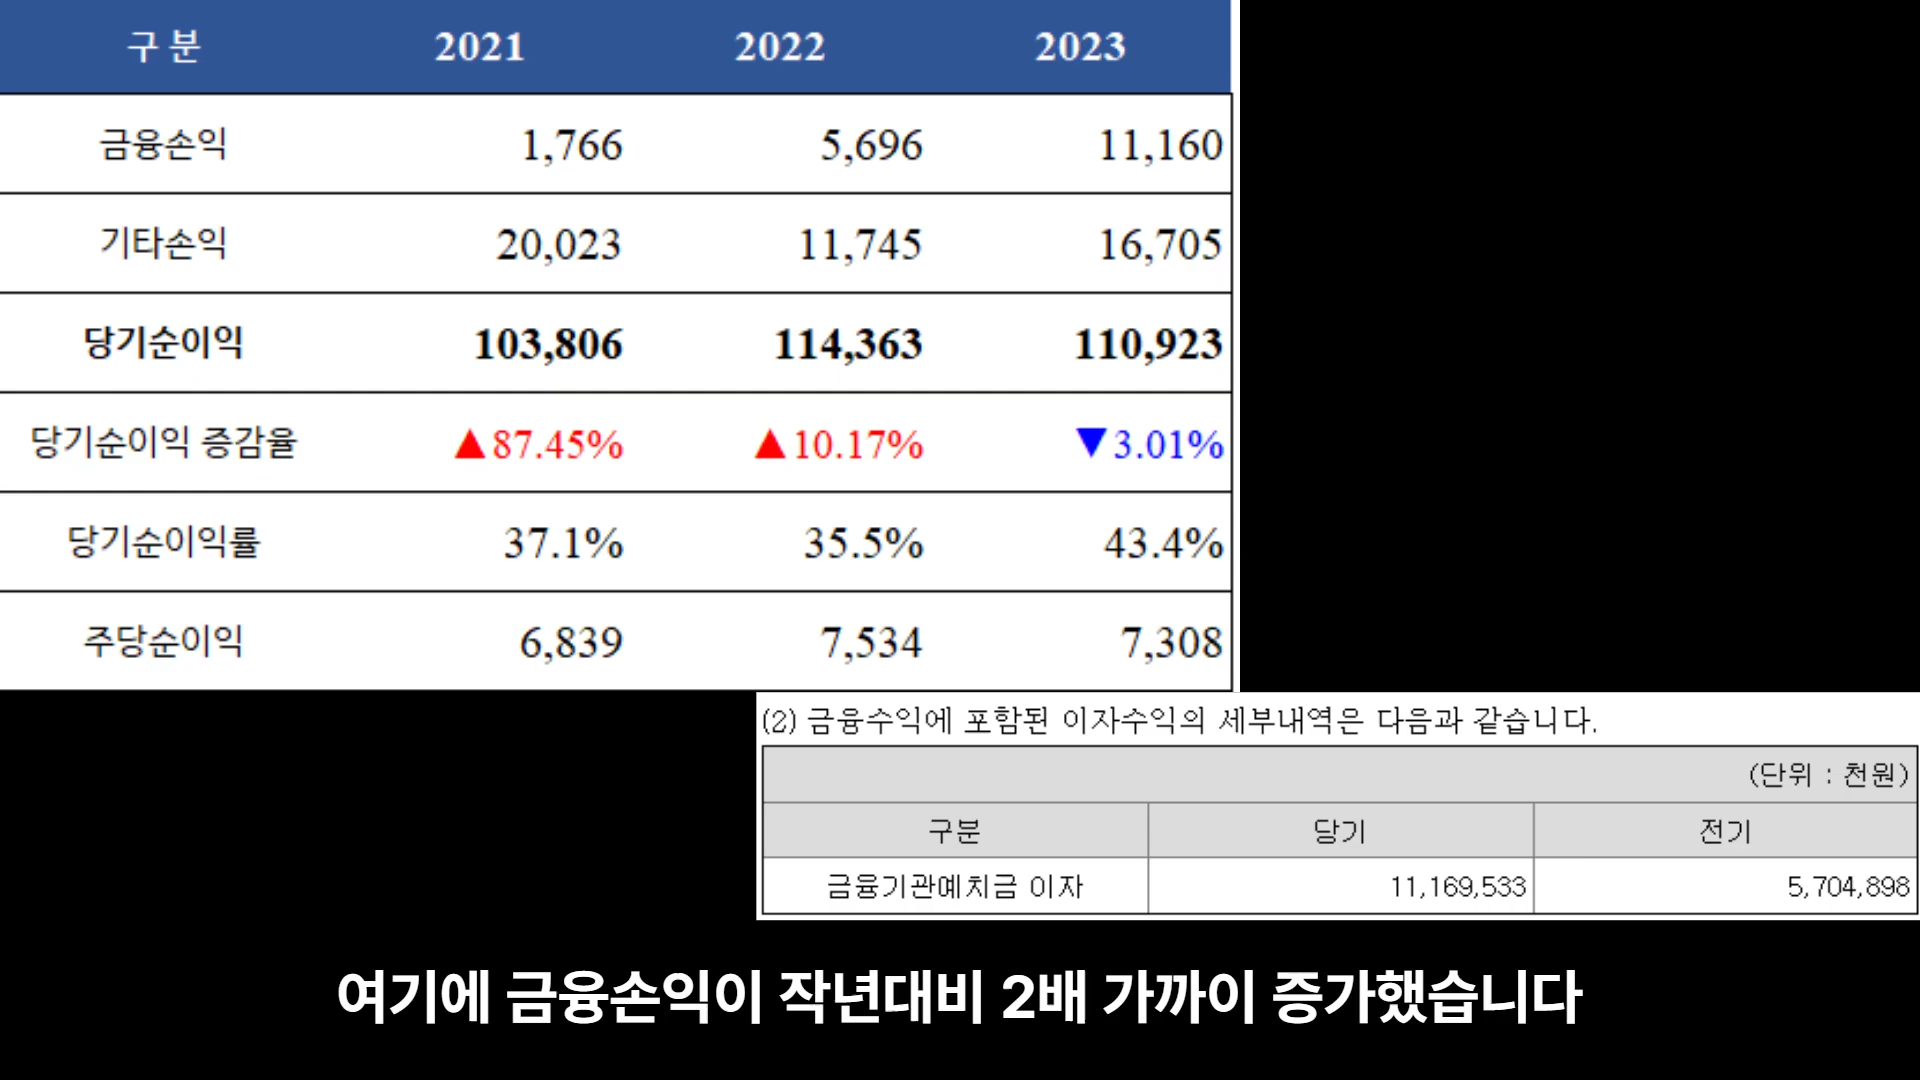 구 분 2021 2022 2023
금융손익 1,766 5,696 11,160
기타손익 20,023 11,745 16,705
당기순이익 103,806 114,363 110,923
당기순이익 증감율 ▲87.45% ▲10.17% ▼3.01%
당기순이익률 37.1% 35.5% 43.4%
주당순이익 6,839 7,534 7,308
(2) 금융수익에 포함된 이자수익의 세부내역은 다음과 같습니다.
(단위 : 천원)
구분 당기 전기
금융기관예치금 이자 11,169,533 5,704,898
여기에 금융손익이 작년대비 2배 가까이 증가했습니다